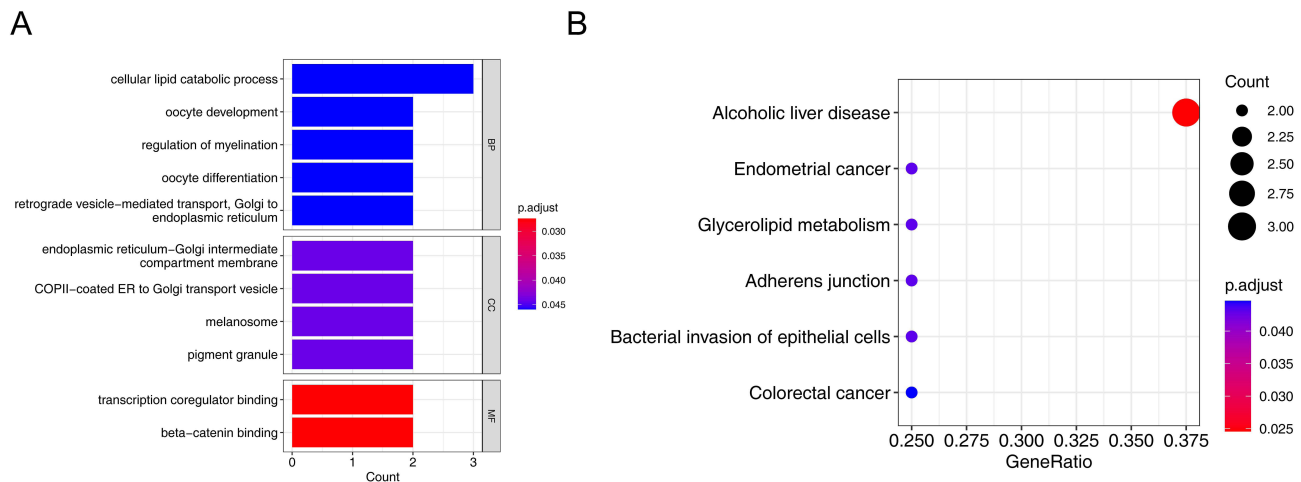 A
cellular lipid catabolic process
oocyte development
regulation of myelination
oocyte differentiation
retrograde vesicle−mediated transport, Golgi to
endoplasmic reticulum
BP
endoplasmic reticulum−Golgi intermediate
compartment membrane
COPII−coated ER to Golgi transport vesicle
melanosome
pigment granule
CC
transcription coregulator binding
beta−catenin binding
MF
0 1 2 3
Count
p.adjust
0.030
0.035
0.040
0.045
B
Alcoholic liver disease
Endometrial cancer
Glycerolipid metabolism
Adherens junction
Bacterial invasion of epithelial cells
Colorectal cancer
0.250 0.275 0.300 0.325 0.350 0.375
GeneRatio
Count
2.00
2.25
2.50
2.75
3.00
p.adjust
0.040
0.035
0.030
0.025